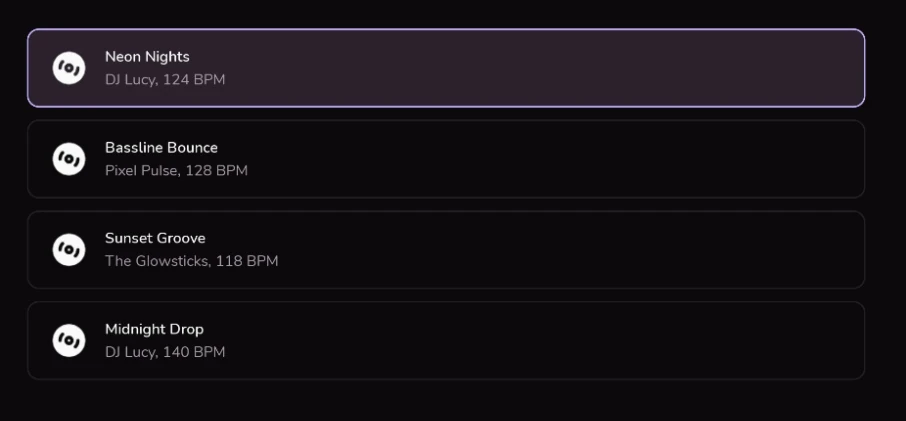 Neon Nights
DJ Lucy, 124 BPM
Bassline Bounce
Pixel Pulse, 128 BPM
Sunset Groove
The Glowsticks, 118 BPM
Midnight Drop
DJ Lucy, 140 BPM